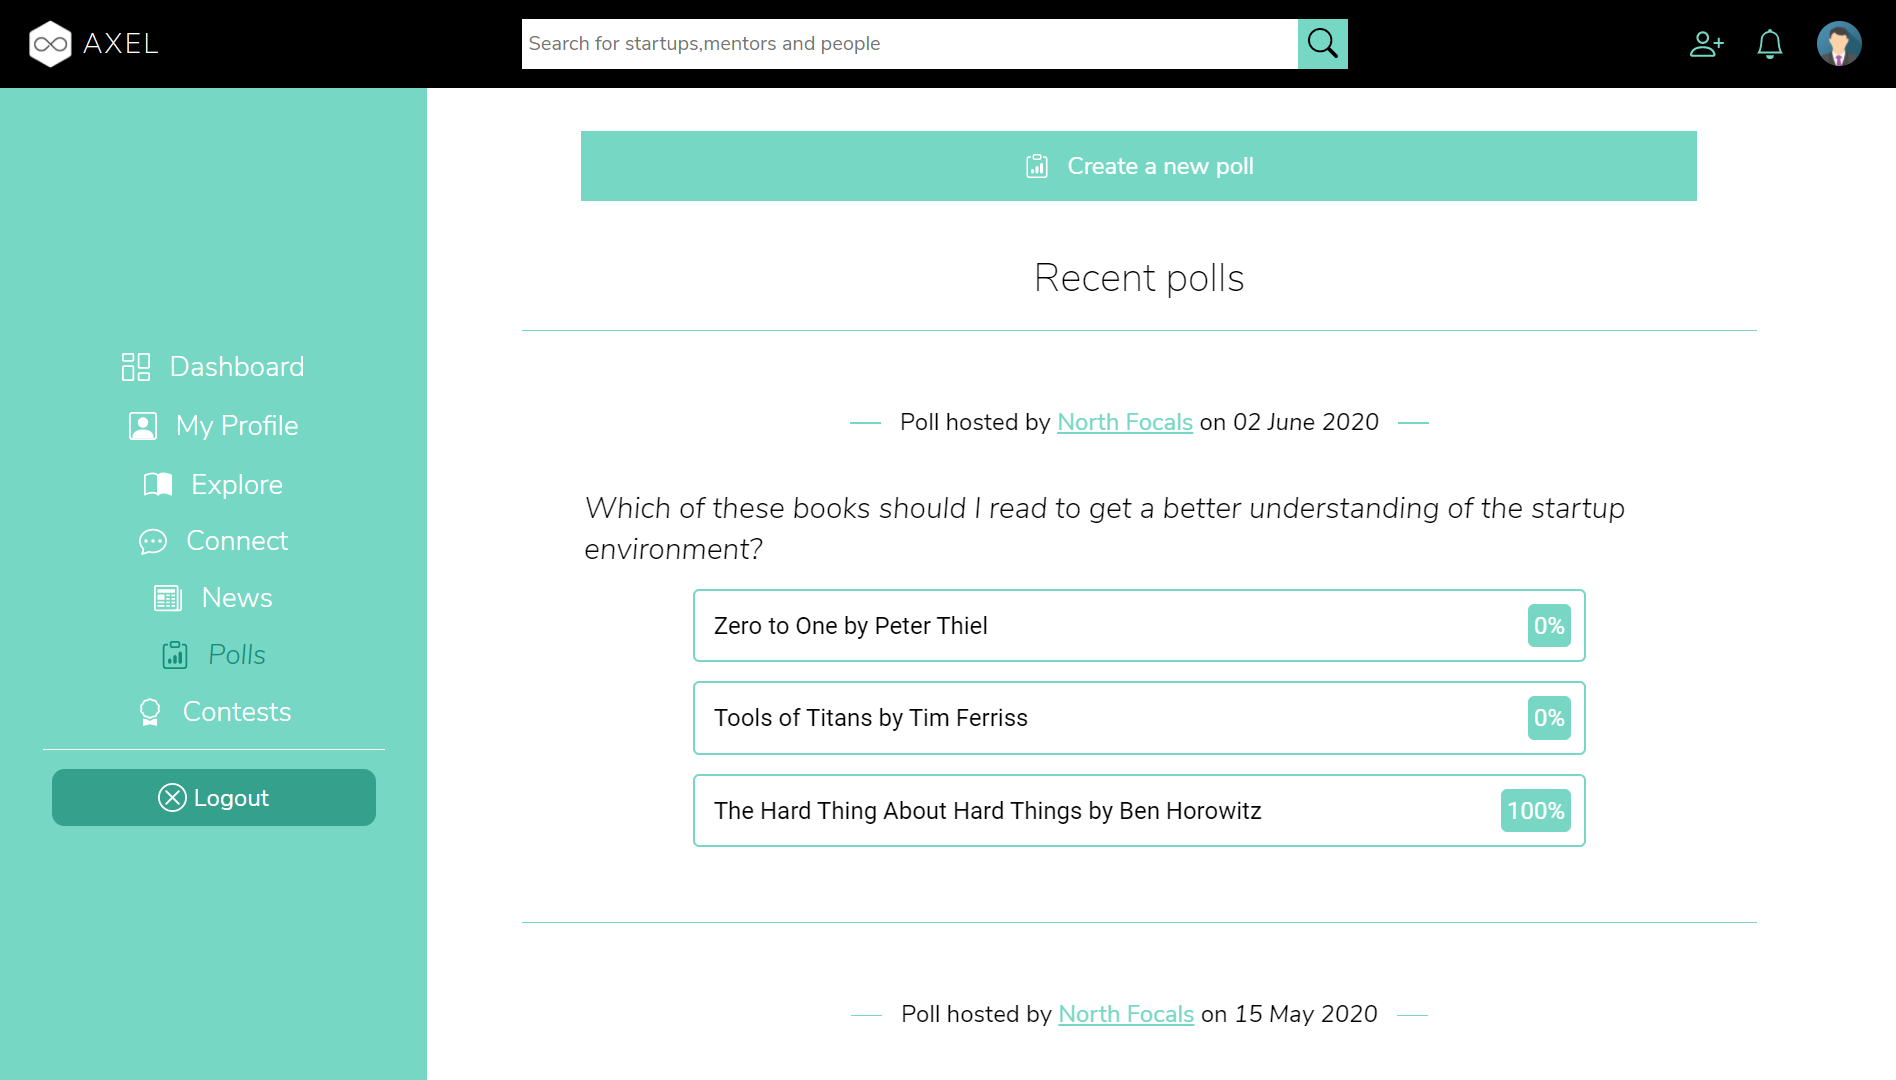 AXEL
Search for startups,mentors and people
Create a new poll
Recent polls
Dashboard
My Profile
Explore
Connect
News
Polls
Contests
Logout
Poll hosted by North Focals on 02 June 2020
Which of these books should I read to get a better understanding of the startup
environment?
Zero to One by Peter Thiel 0%
Tools of Titans by Tim Ferriss 0%
The Hard Thing About Hard Things by Ben Horowitz 100%
Poll hosted by North Focals on 15 May 2020